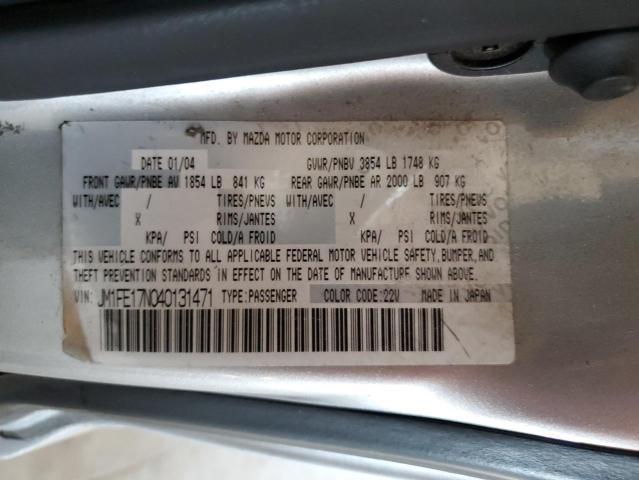 MFD. BY MAZDA MOTOR CORPORATION
DATE 01/04 GVWR/PNBV 3854 LB 1748 KG
FRONT GAWR/PNBE AV 1854 LB 841 KG REAR GAWR/PNBE AR 2000 LB 907 KG
WITH/AVEC / TIRES/PNEUS WITH/AVEC / TIRES/PNEUS
X RIMS/JANTES X RIMS/JANTES
KPA/ PSI COLD/A FROID KPA/ PSI COLD/A FROID
THIS VEHICLE CONFORMS TO ALL APPLICABLE FEDERAL MOTOR VEHICLE SAFETY, BUMPER, AND
THEFT PREVENTION STANDARDS IN EFFECT ON THE DATE OF MANUFACTURE SHOWN ABOVE.
VIN: JM1FE17N040131471 TYPE:PASSENGER COLOR CODE:22V MADE IN JAPAN